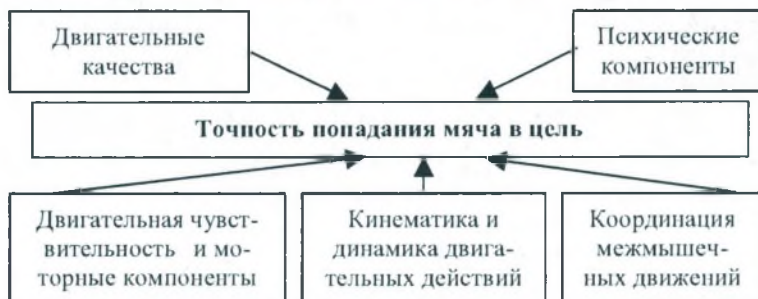 Двигательные
качества
Психические
компоненты
Точность попадания мяча в цель
Двигательная чувст-
вительность и мо-
торные компоненты
Кинематика и
динамика двига-
тельных действий
Координация
межмышеч-
ных движений